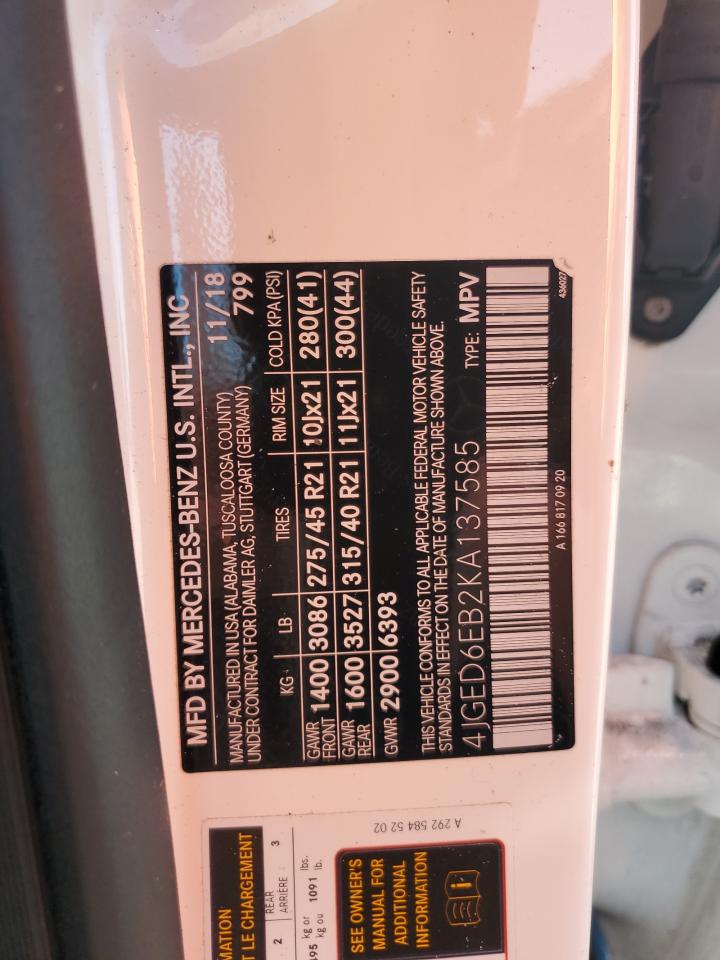 MFD BY MERCEDES-BENZ U.S. INTL., INC
MANUFACTURED IN USA (ALABAMA, TUSCALOOSA COUNTY) 11/18
UNDER CONTRACT FOR DAIMLER AG, STUTTGART (GERMANY) 799
KG LB TIRES RIM SIZE COLD KPA (PSI)
GAWR FRONT 1400 3086 275/45 R21 10Jx21 280(41)
GAWR REAR 1600 3527 315/40 R21 11Jx21 300(44)
GVWR 2900 6393
THIS VEHICLE CONFORMS TO ALL APPLICABLE FEDERAL MOTOR VEHICLE SAFETY
STANDARDS IN EFFECT ON THE DATE OF MANUFACTURE SHOWN ABOVE.
4JGED6EB2KA137585 TYPE: MPV
A 166 817 09 20 436027
MATION
T LE CHARGEMENT
2 REAR 3
ARRIÈRE
495 kg or 1091 lbs.
kg ou lb.
SEE OWNER'S
MANUAL FOR
ADDITIONAL
INFORMATION
A 292 584 52 02